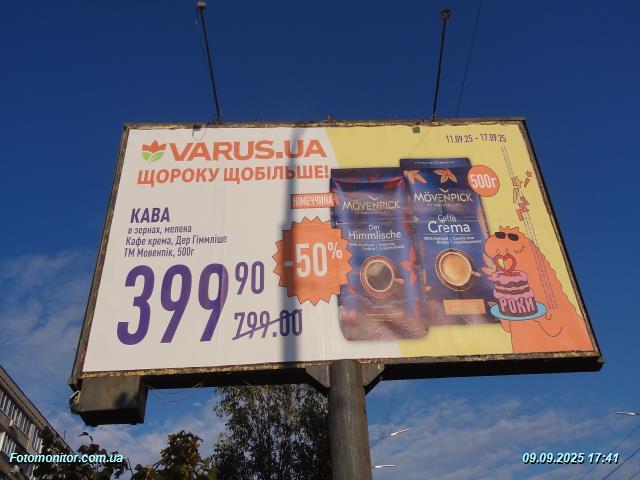 VARUS.UA
ЩОРОКУ ЩОБІЛЬШЕ!
11.09.25 - 17.09.25
КАВА
в зернах, мелена
Кафе крема, Дер Гіммліше
ТМ Мовенпік, 500г
399 90
799.00
-50%
НІМЕЧЧИНА
MÖVENPICK
Der
Himmlische
MÖVENPICK
OF SWITZERLAND
Caffè
Crema
500г
РОКИ
Fotomonitor.com.ua
09.09.2025 17:41